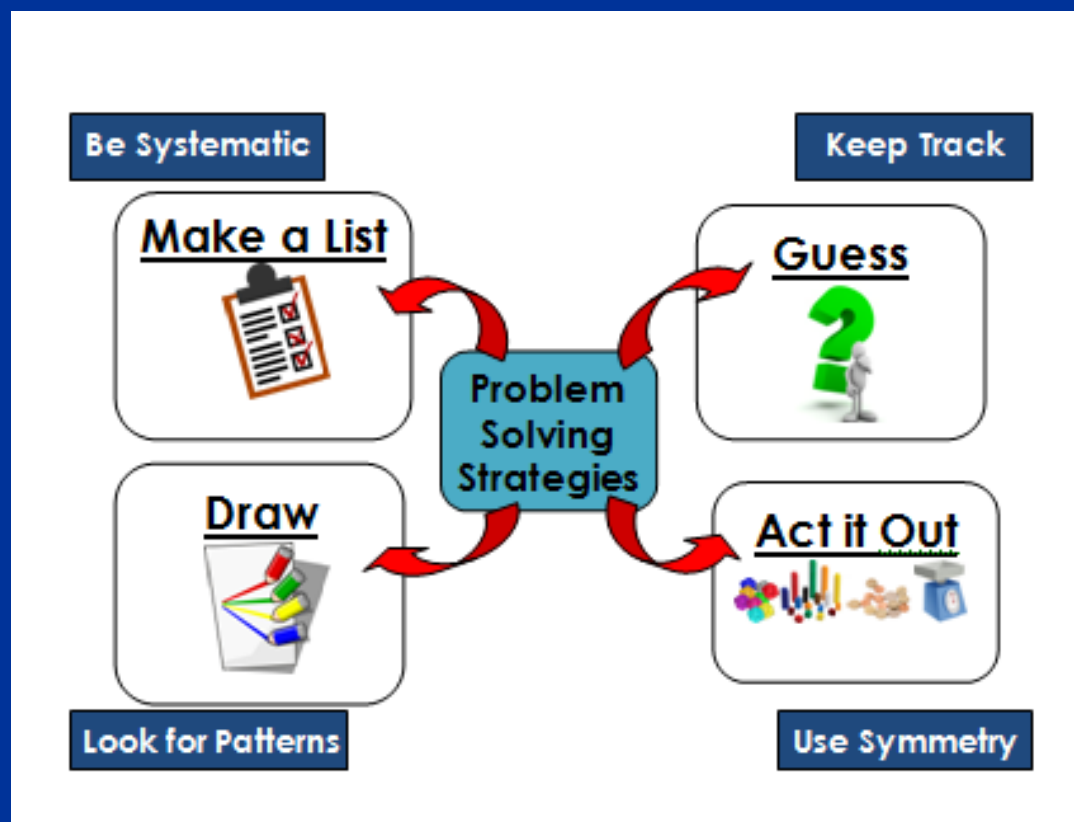 Be Systematic
Keep Track
Make a List
Guess
Problem
Solving
Strategies
Draw
Act it Out
Look for Patterns
Use Symmetry